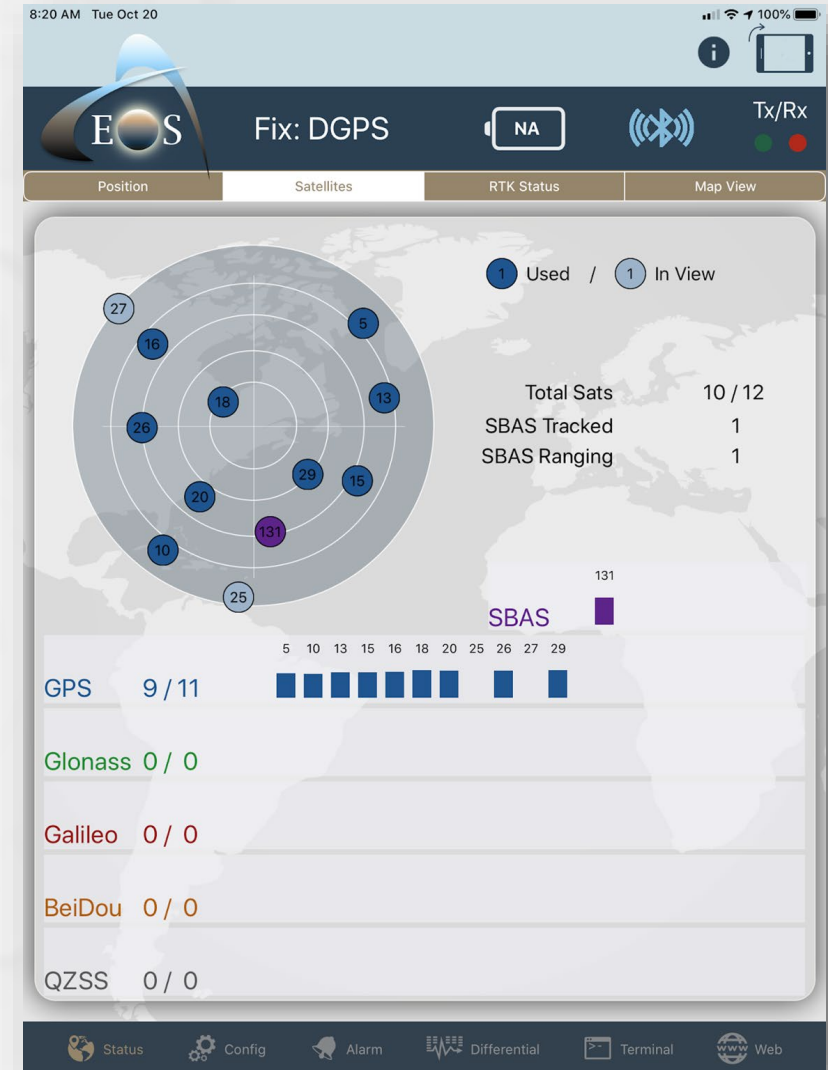 8:20 AM Tue Oct 20
100%
i
EOS
Fix: DGPS
NA
Tx/Rx
Position
Satellites
RTK Status
Map View
1 Used / 1 In View
27
5
16
18
13
26
29
15
20
131
10
25
Total Sats 10 / 12
SBAS Tracked 1
SBAS Ranging 1
131
SBAS
5 10 13 15 16 18 20 25 26 27 29
GPS 9 / 11
Glonass 0 / 0
Galileo 0 / 0
BeiDou 0 / 0
QZSS 0 / 0
Status
Config
Alarm
Differential
Terminal
www Web